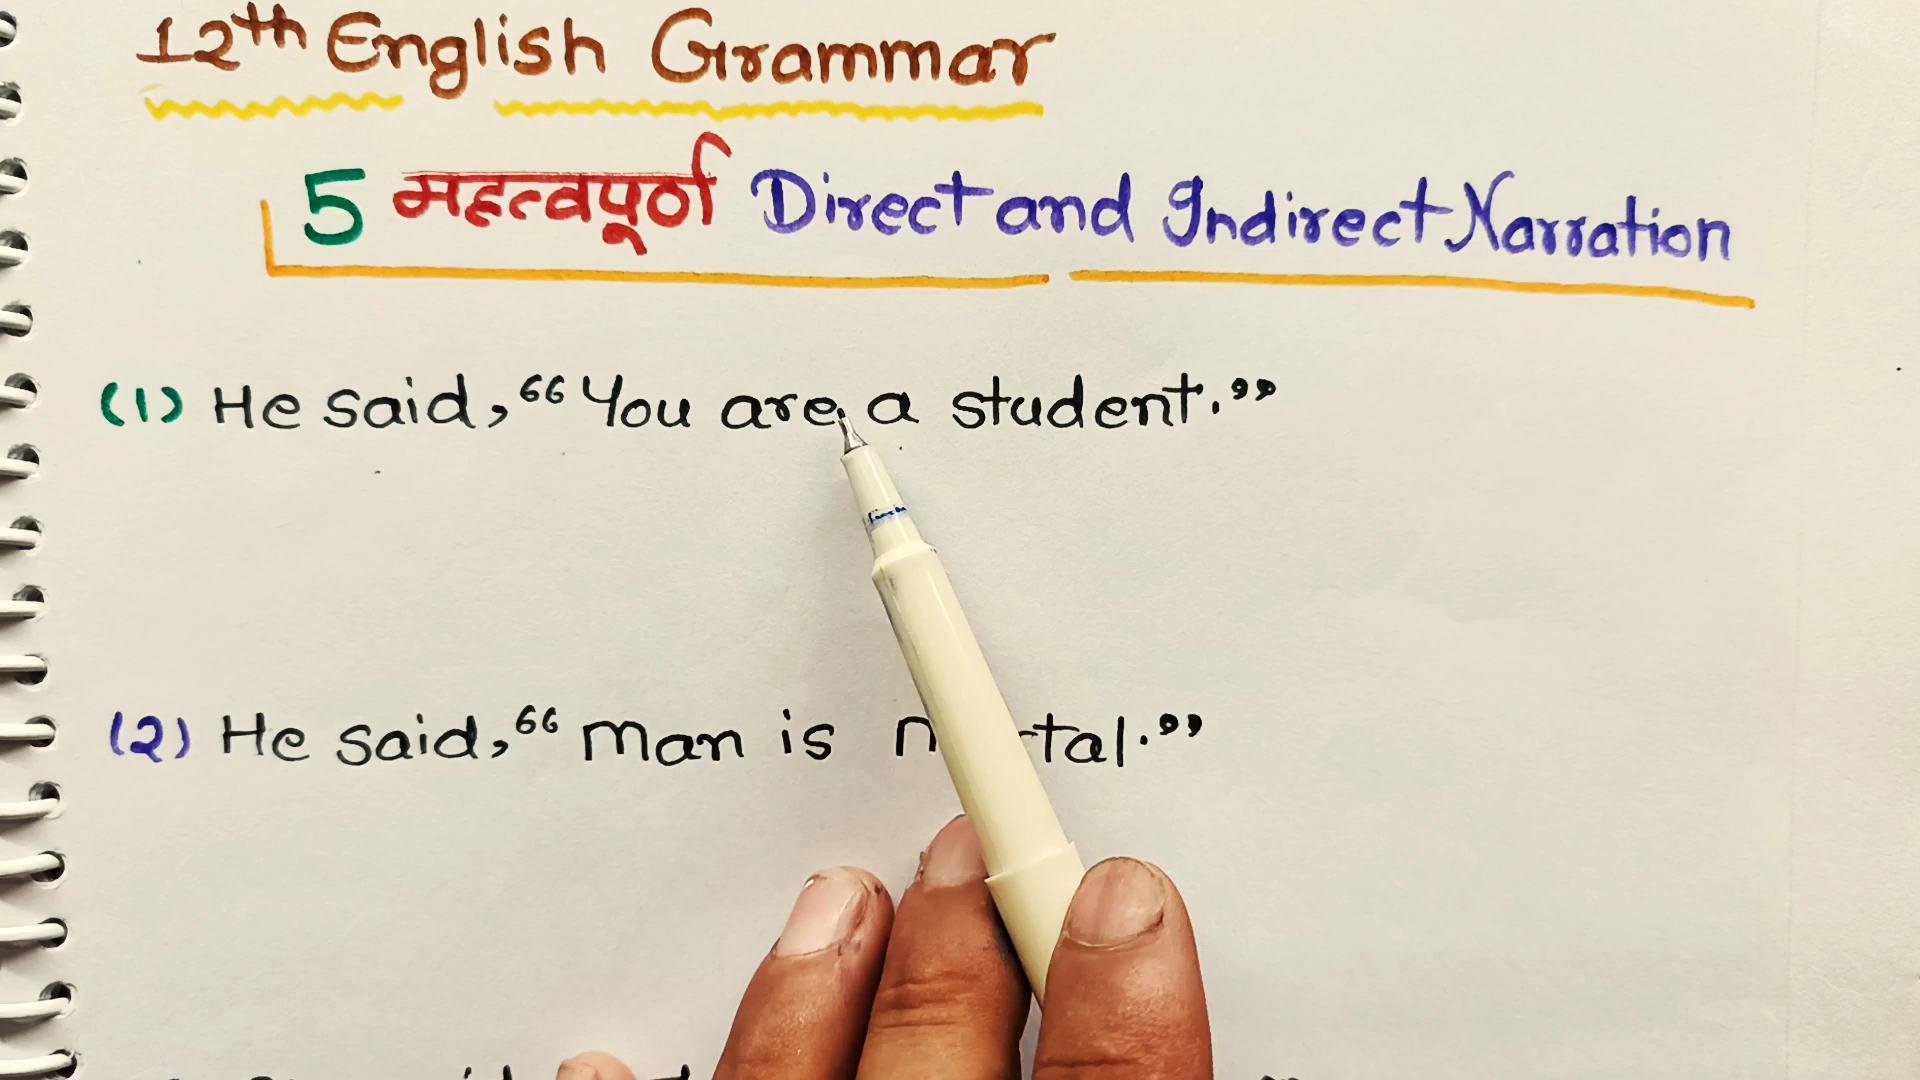 12th English Grammar
5 महत्वपूर्ण Direct and Indirect Narration
(1) He said, “You are a student.”
(2) He said, “Man is tal.”